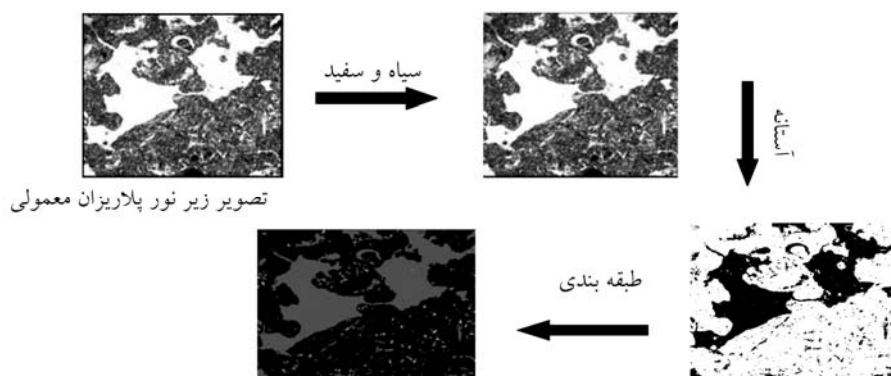 سیاه و سفید
آستانه
تصویر زیر نور پلاریزان معمولی
طبقه بندی